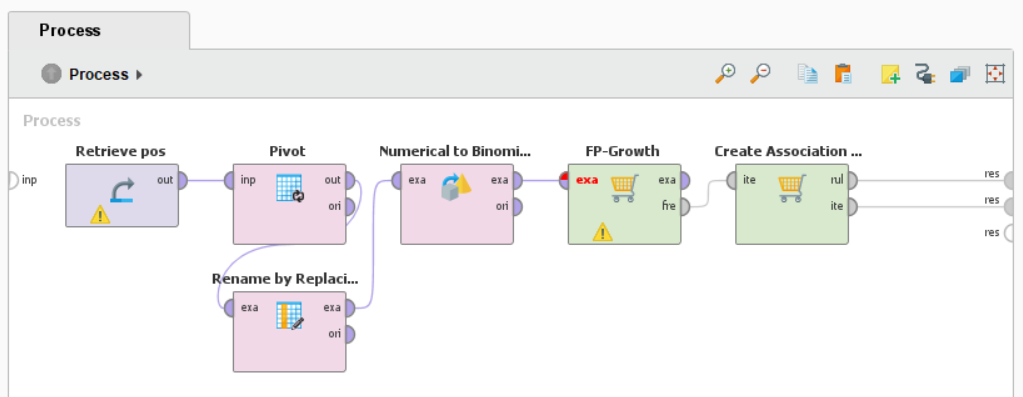 Process
Process
Process
Retrieve pos
Pivot
Numerical to Binomi...
FP-Growth
Create Association ...
inp
out
inp
out
ori
exa
exa
ori
exa
exa
fre
ite
rul
ite
res
res
res
Rename by Replaci...
exa
exa
ori